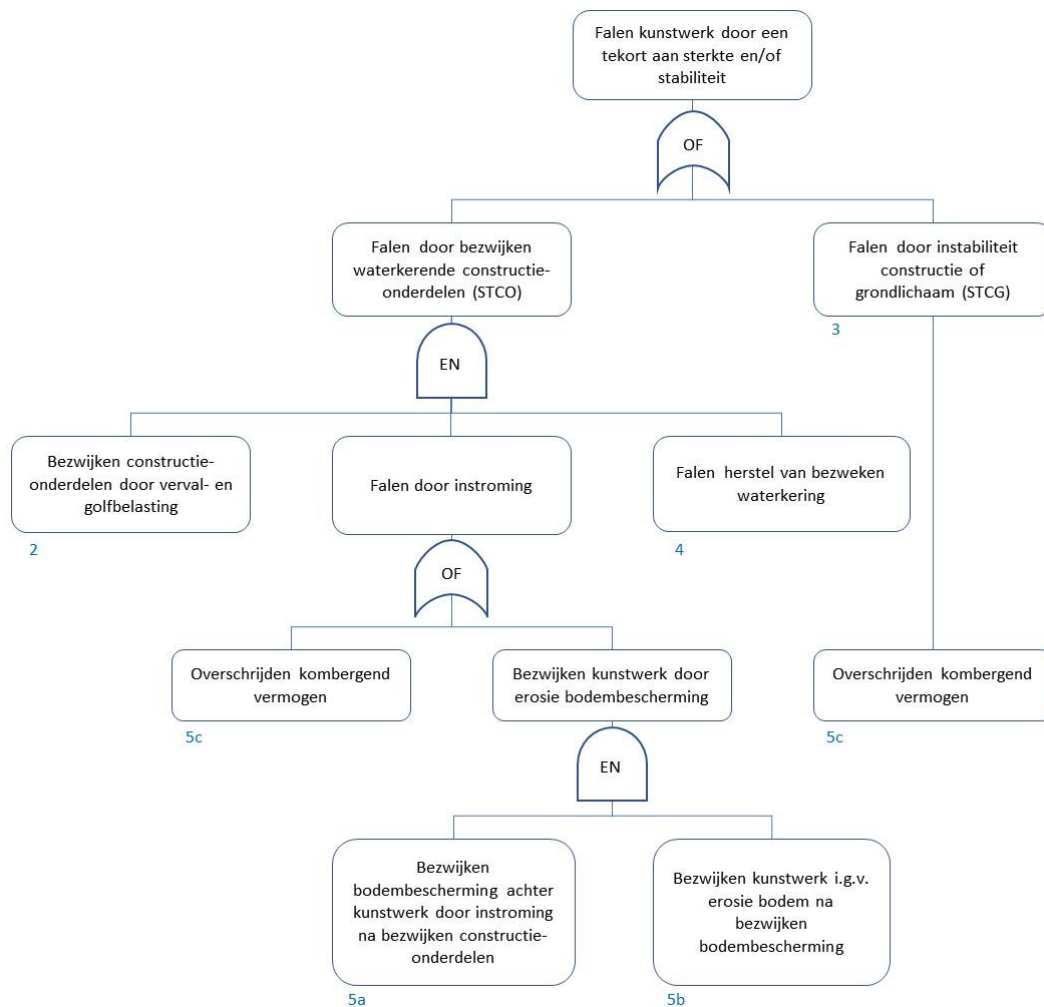 Falen kunstwerk door een
tekort aan sterkte en/of
stabiliteit
OF
Falen door bezwijken
waterkerende constructie-
onderdelen (STCO)
Falen door instabiliteit
constructie of
grondlichaam (STCG)
3
EN
Bezwijken constructie-
onderdelen door verval- en
golfbelasting
2
Falen door instroming
Falen herstel van bezweken
waterkering
4
OF
Overschrijden kombergend
vermogen
5c
Bezwijken kunstwerk door
erosie bodembescherming
Overschrijden kombergend
vermogen
5c
EN
Bezwijken
bodembescherming achter
kunstwerk door instroming
na bezwijken constructie-
onderdelen
5a
Bezwijken kunstwerk i.g.v.
erosie bodem na
bezwijken
bodembescherming
5b